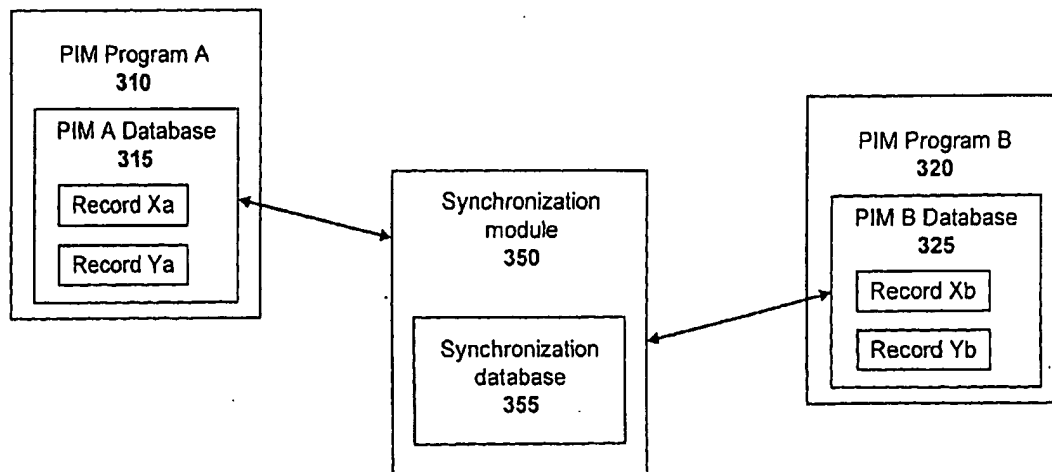 PIM Program A
310
PIM A Database
315
Record Xa
Record Ya
Synchronization
module
350
Synchronization
database
355
PIM Program B
320
PIM B Database
325
Record Xb
Record Yb